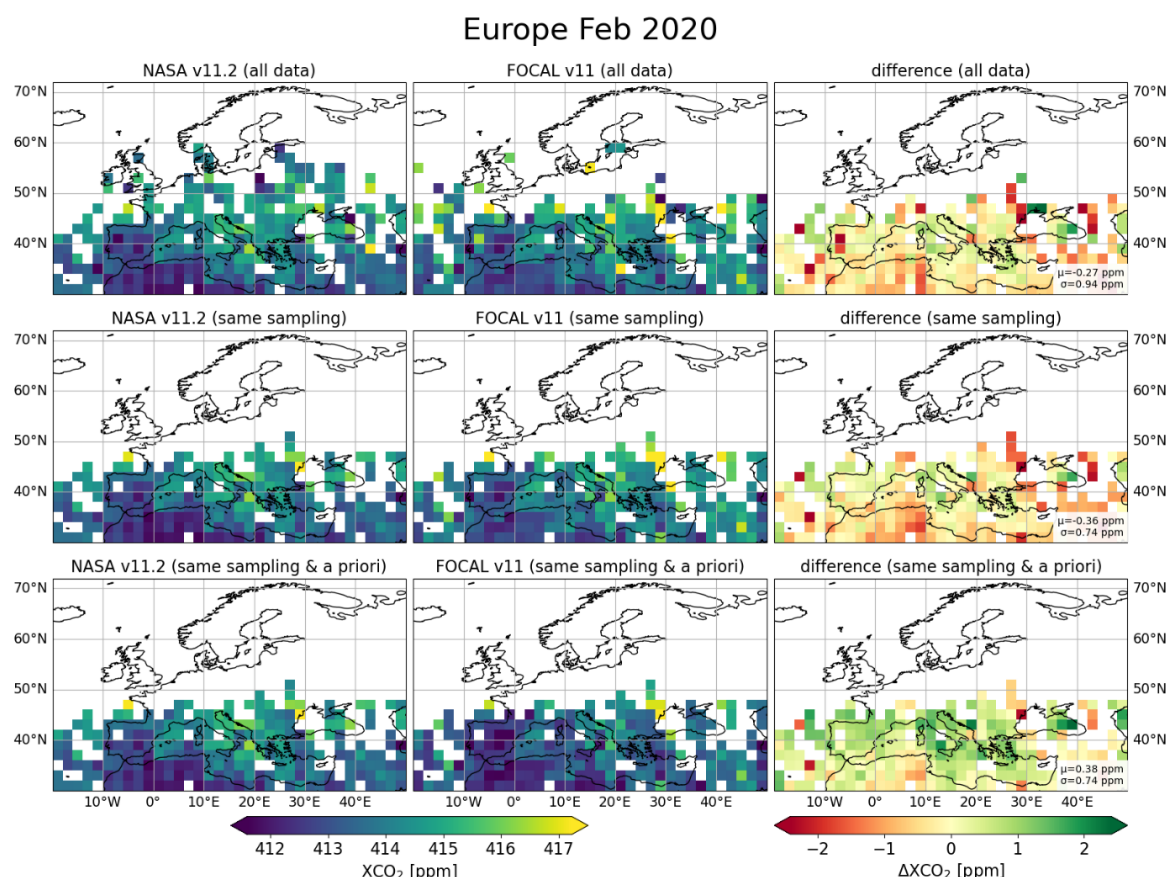 Europe Feb 2020
NASA v11.2 (all data)
FOCAL v11 (all data)
difference (all data)
70°N
60°N
50°N
40°N
70°N
60°N
50°N
40°N
μ=-0.27 ppm
σ=0.94 ppm
NASA v11.2 (same sampling)
FOCAL v11 (same sampling)
difference (same sampling)
70°N
60°N
50°N
40°N
70°N
60°N
50°N
40°N
μ=-0.36 ppm
σ=0.74 ppm
NASA v11.2 (same sampling & a priori)
FOCAL v11 (same sampling & a priori)
difference (same sampling & a priori)
70°N
60°N
50°N
40°N
70°N
60°N
50°N
40°N
μ=0.38 ppm
σ=0.74 ppm
10°W 0° 10°E 20°E 30°E 40°E
10°W 0° 10°E 20°E 30°E 40°E
10°W 0° 10°E 20°E 30°E 40°E
412 413 414 415 416 417
XCO₂ [ppm]
−2 −1 0 1 2
ΔXCO₂ [ppm]